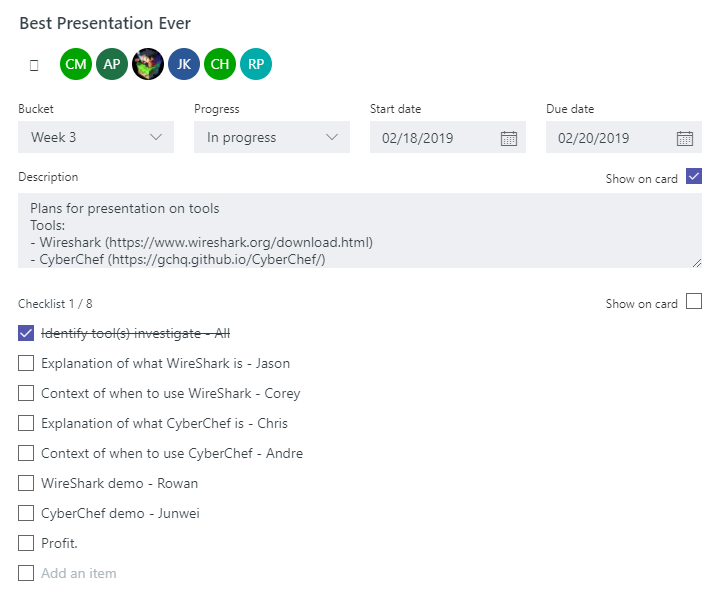 Best Presentation Ever
CM AP JK CH RP
Bucket Progress Start date Due date
Week 3 In progress 02/18/2019 02/20/2019
Description Show on card
Plans for presentation on tools
Tools:
- Wireshark (https://www.wireshark.org/download.html)
- CyberChef (https://gchq.github.io/CyberChef/)
Checklist 1 / 8 Show on card
Identify tool(s) investigate - All
Explanation of what WireShark is - Jason
Context of when to use WireShark - Corey
Explanation of what CyberChef is - Chris
Context of when to use CyberChef - Andre
WireShark demo - Rowan
CyberChef demo - Junwei
Profit.
Add an item